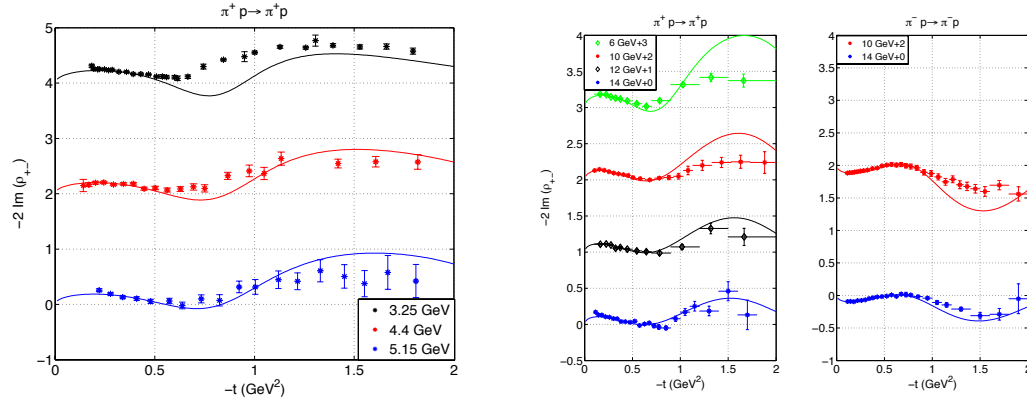 π⁺ p→ π⁺p
−2 Im (ρ₊₋)
5
4
3
2
1
0
−1
0 0.5 1 1.5 2
−t (GeV²)
3.25 GeV
4.4 GeV
5.15 GeV
π⁺ p→ π⁺p
6 GeV+3
10 GeV+2
12 GeV+1
14 GeV+0
4
3.5
3
2.5
2
1.5
1
0.5
0
−0.5
0 0.5 1 1.5 2
−t (GeV²)
−2 Im (ρ₊₋)
π⁻ p→ π⁻p
10 GeV+2
14 GeV+0
4
3.5
3
2.5
2
1.5
1
0.5
0
−0.5
−1
0 0.5 1 1.5 2
−t (GeV²)